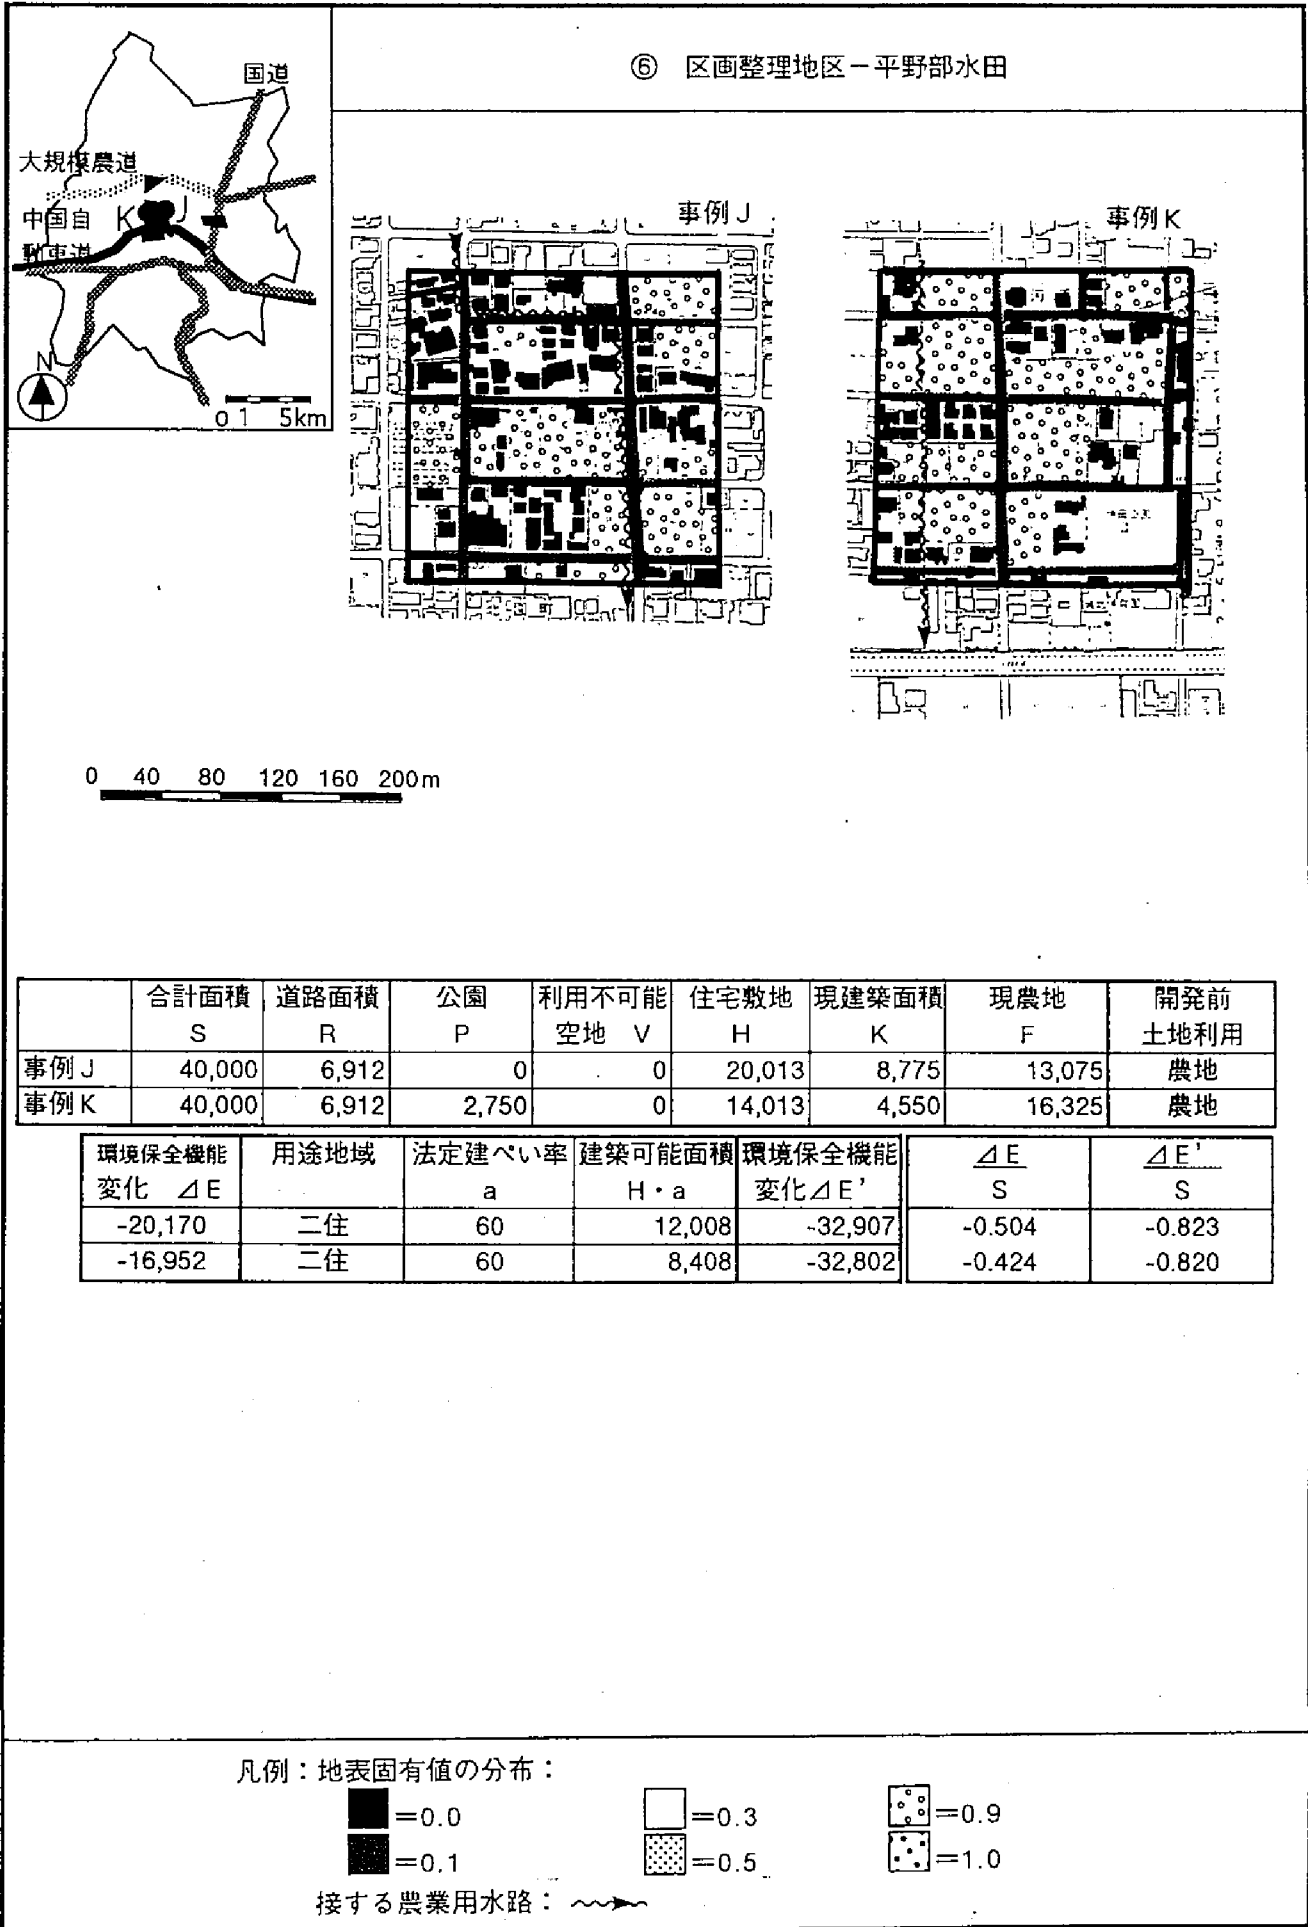 ⑥ 区画整理地区－平野部水田
国道
大規模農道
中国自
動車道
K J
N
0 1 5km
事例J
事例K
0 40 80 120 160 200m
合計面積 道路面積 公園 利用不可能 住宅敷地 現建築面積 現農地 開発前
S R P 空地 V H K F 土地利用
事例J 40,000 6,912 0 0 20,013 8,775 13,075 農地
事例K 40,000 6,912 2,750 0 14,013 4,550 16,325 農地
環境保全機能 用途地域 法定建ぺい率 建築可能面積 環境保全機能 ⊿E ⊿E'
変化 ⊿E a H・a 変化⊿E' S S
-20,170 二住 60 12,008 -32,907 -0.504 -0.823
-16,952 二住 60 8,408 -32,802 -0.424 -0.820
凡例：地表固有値の分布：
=0.0 =0.3 =0.9
=0.1 =0.5 =1.0
接する農業用水路：